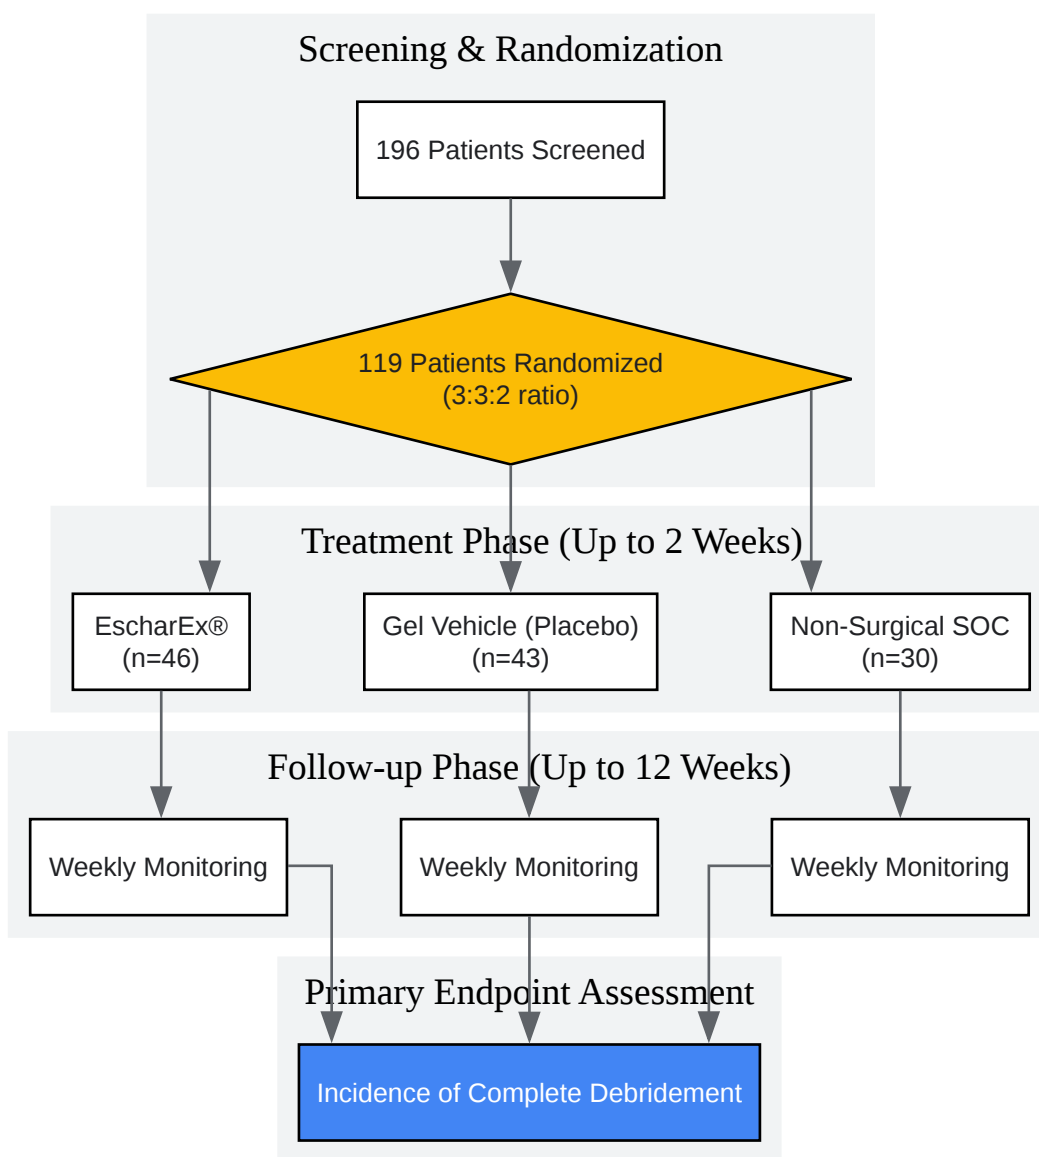 Screening & Randomization
196 Patients Screened
119 Patients Randomized
(3:3:2 ratio)
Treatment Phase (Up to 2 Weeks)
EscharEx®
(n=46)
Gel Vehicle (Placebo)
(n=43)
Non-Surgical SOC
(n=30)
Follow-up Phase (Up to 12 Weeks)
Weekly Monitoring
Weekly Monitoring
Weekly Monitoring
Primary Endpoint Assessment
Incidence of Complete Debridement